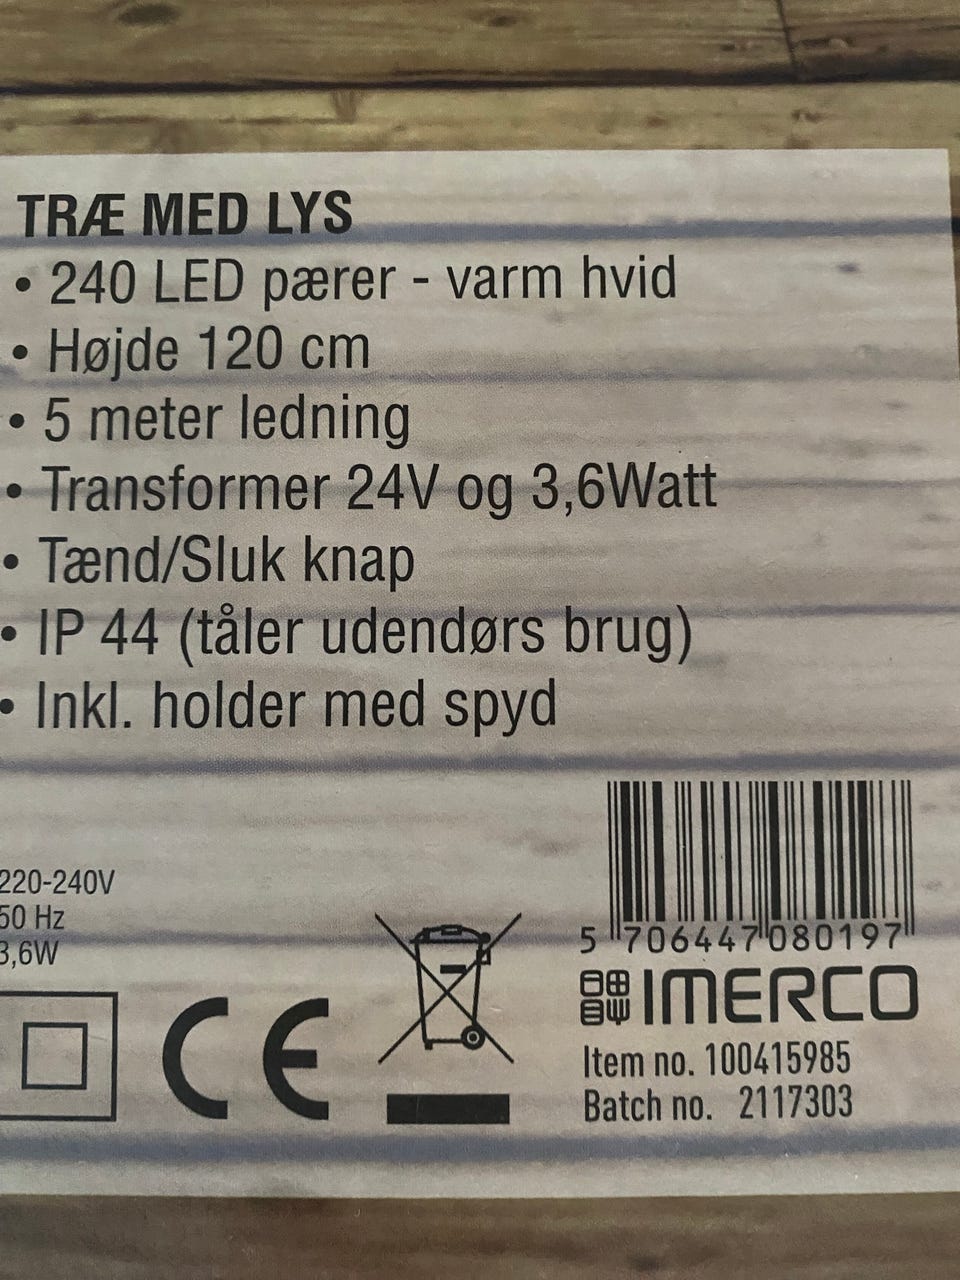 TRÆ MED LYS
• 240 LED pærer - varm hvid
• Højde 120 cm
• 5 meter ledning
• Transformer 24V og 3,6Watt
• Tænd/Sluk knap
• IP 44 (tåler udendørs brug)
• Inkl. holder med spyd
220-240V
50 Hz
3,6W
CE
5 706447 080197
IMERCO
Item no. 100415985
Batch no. 2117303